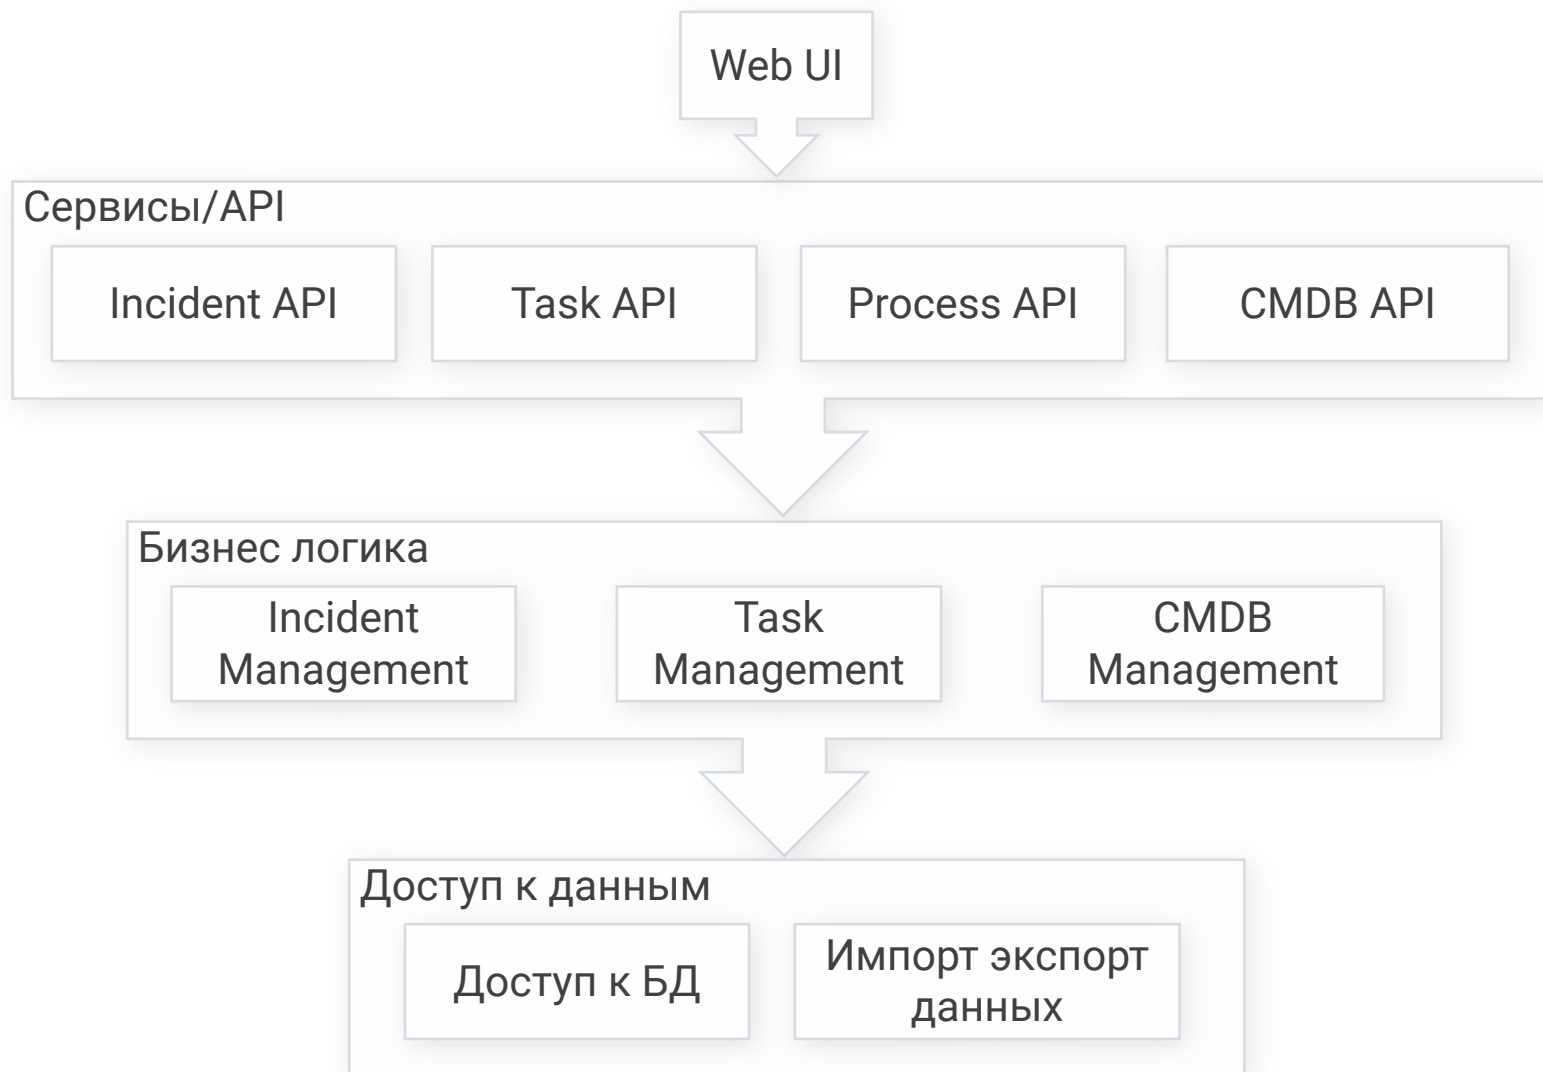 Web UI
Сервисы/API
Incident API
Task API
Process API
CMDB API
Бизнес логика
Incident
Management
Task
Management
CMDB
Management
Доступ к данным
Доступ к БД
Импорт экспорт
данных